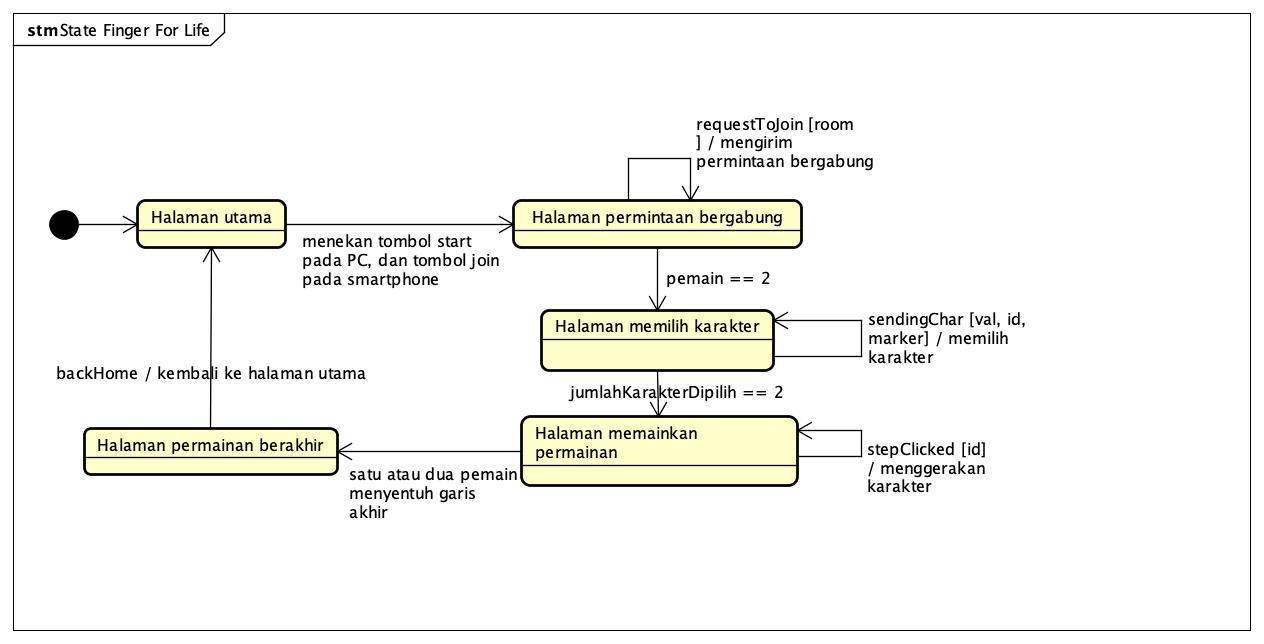 stm State Finger For Life
requestToJoin [room
] / mengirim
permintaan bergabung
Halaman utama
Halaman permintaan bergabung
menekan tombol start
pada PC, dan tombol join
pada smartphone
pemain == 2
Halaman memilih karakter
sendingChar [val, id,
marker] / memilih
karakter
backHome / kembali ke halaman utama
jumlahKarakterDipilih == 2
Halaman permainan berakhir
Halaman memainkan
permainan
stepClicked [id]
/ menggerakan
karakter
satu atau dua pemain
menyentuh garis
akhir